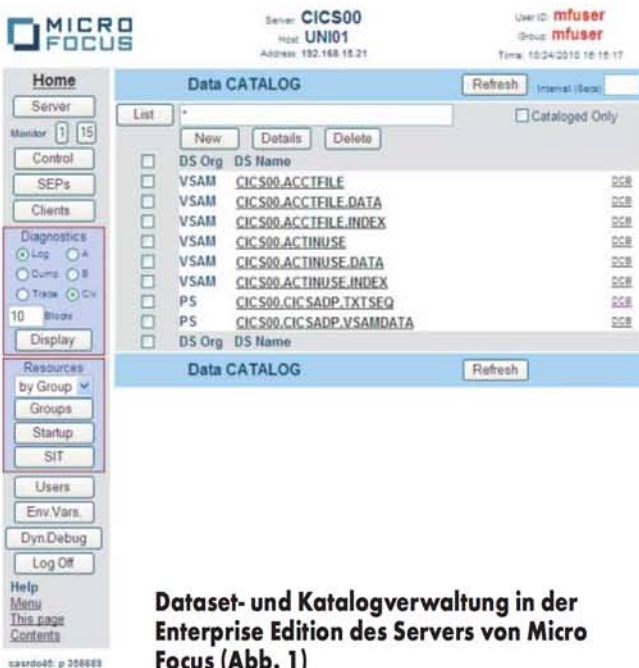 MICRO
FOCUS
Server: CICS00
Host: UNI01
Address: 192.168.15.21
User ID: mfuser
Group: mfuser
Time: 10/24/2010 16:15:17
Home
Server
Monitor 1 15
Control
SEPs
Clients
Diagnostics
Log A
Dump B
Trace C/v
10 Blocks
Display
Resources
by Group
Groups
Startup
SIT
Users
Env.Vars.
Dyn.Debug
Log Off
Help
Menu
This page
Contents
Data CATALOG Refresh Interval (Secs):
List * Cataloged Only
New Details Delete
DS Org DS Name
VSAM CICS00.ACCTFILE DCB
VSAM CICS00.ACCTFILE.DATA DCB
VSAM CICS00.ACCTFILE.INDEX DCB
VSAM CICS00.ACTINUSE DCB
VSAM CICS00.ACTINUSE.DATA DCB
VSAM CICS00.ACTINUSE.INDEX DCB
PS CICS00.CICSADP.TXTSEQ DCB
PS CICS00.CICSADP.VSAMDATA DCB
DS Org DS Name
Data CATALOG Refresh
Dataset- und Katalogverwaltung in der
Enterprise Edition des Servers von Micro
Focus (Abb. 1)